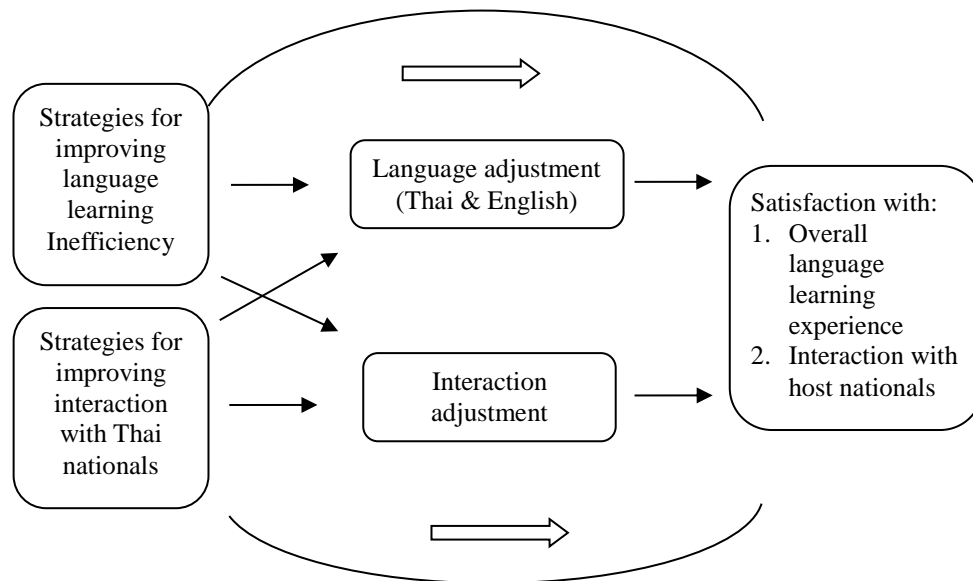 Strategies for
improving
language
learning
Inefficiency
Strategies for
improving
interaction
with Thai
nationals
Language adjustment
(Thai & English)
Interaction
adjustment
Satisfaction with:
1. Overall
language
learning
experience
2. Interaction with
host nationals